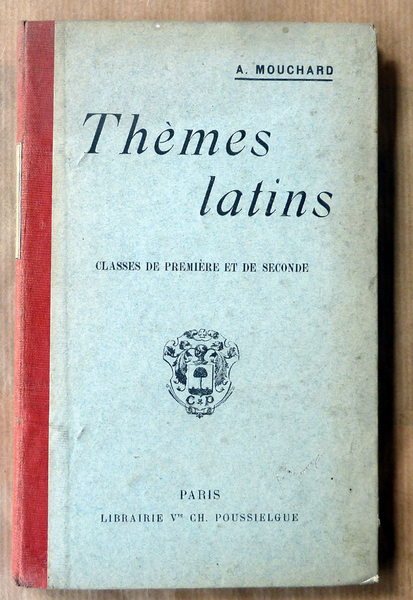 A. MOUCHARD
Thèmes
latins
CLASSES DE PREMIÈRE ET DE SECONDE
C P
PARIS
LIBRAIRIE Vve CH. POUSSIELGUE